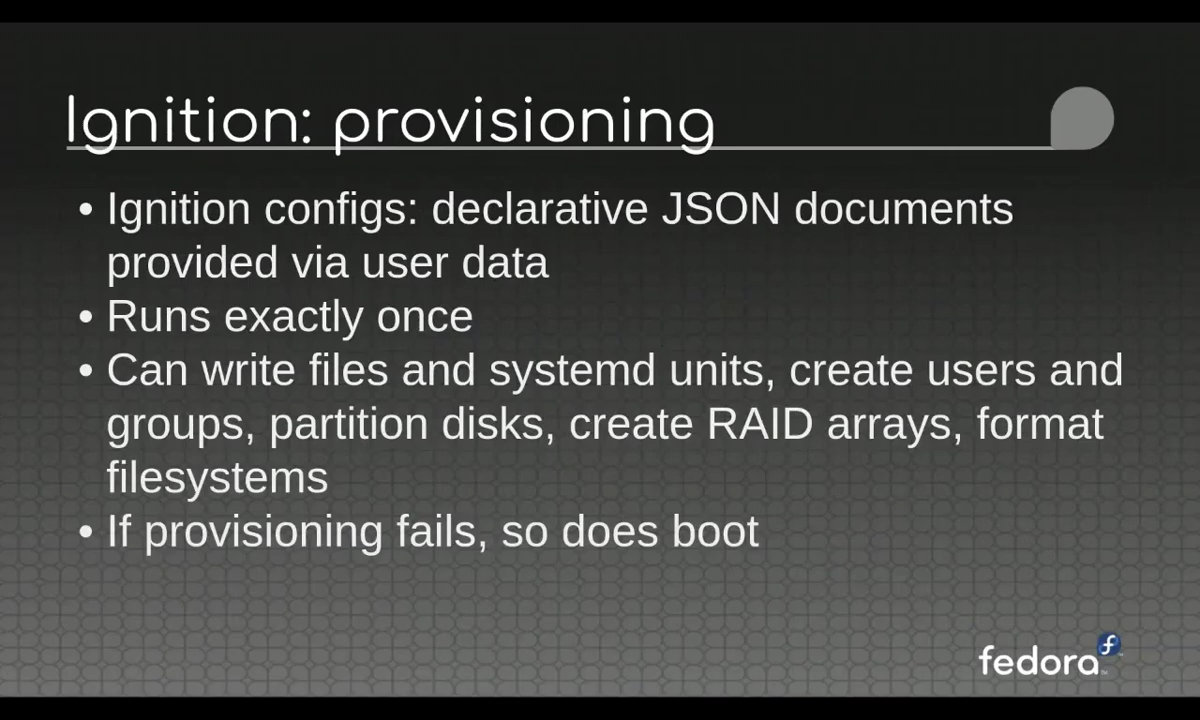 Ignition: provisioning
• Ignition configs: declarative JSON documents
provided via user data
• Runs exactly once
• Can write files and systemd units, create users and
groups, partition disks, create RAID arrays, format
filesystems
• If provisioning fails, so does boot
fedora